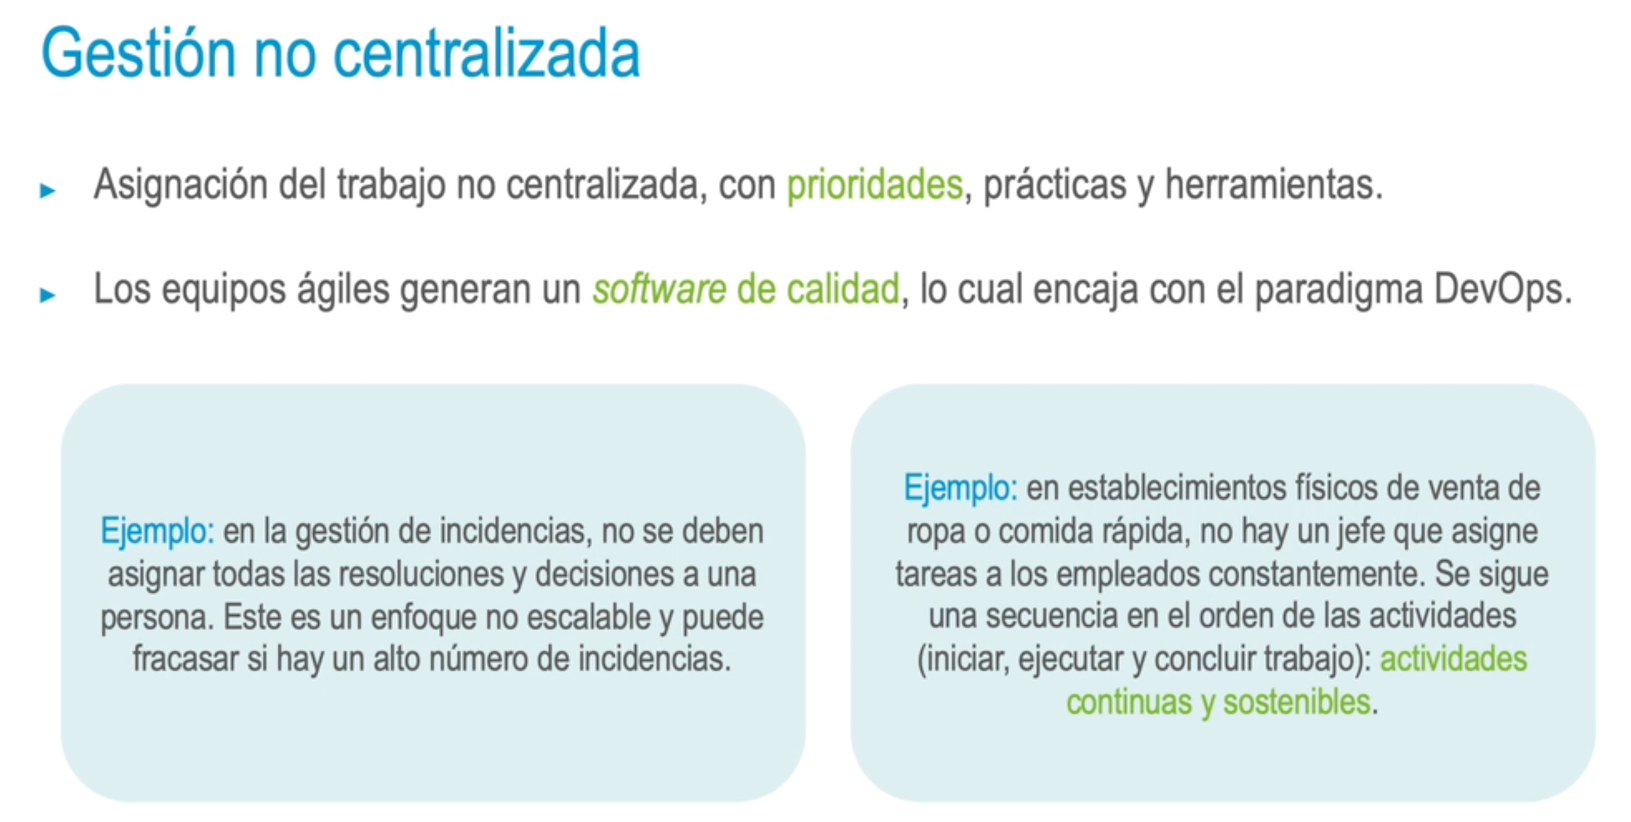 Gestión no centralizada
Asignación del trabajo no centralizada, con prioridades, prácticas y herramientas.
Los equipos ágiles generan un software de calidad, lo cual encaja con el paradigma DevOps.
Ejemplo: en la gestión de incidencias, no se deben
asignar todas las resoluciones y decisiones a una
persona. Este es un enfoque no escalable y puede
fracasar si hay un alto número de incidencias.
Ejemplo: en establecimientos físicos de venta de
ropa o comida rápida, no hay un jefe que asigne
tareas a los empleados constantemente. Se sigue
una secuencia en el orden de las actividades
(iniciar, ejecutar y concluir trabajo): actividades
continuas y sostenibles.